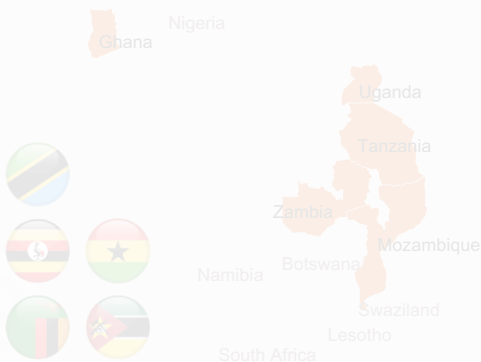 Nigeria
Ghana
Uganda
Tanzania
Zambia
Mozambique
Botswana
Namibia
Swaziland
Lesotho
South Africa